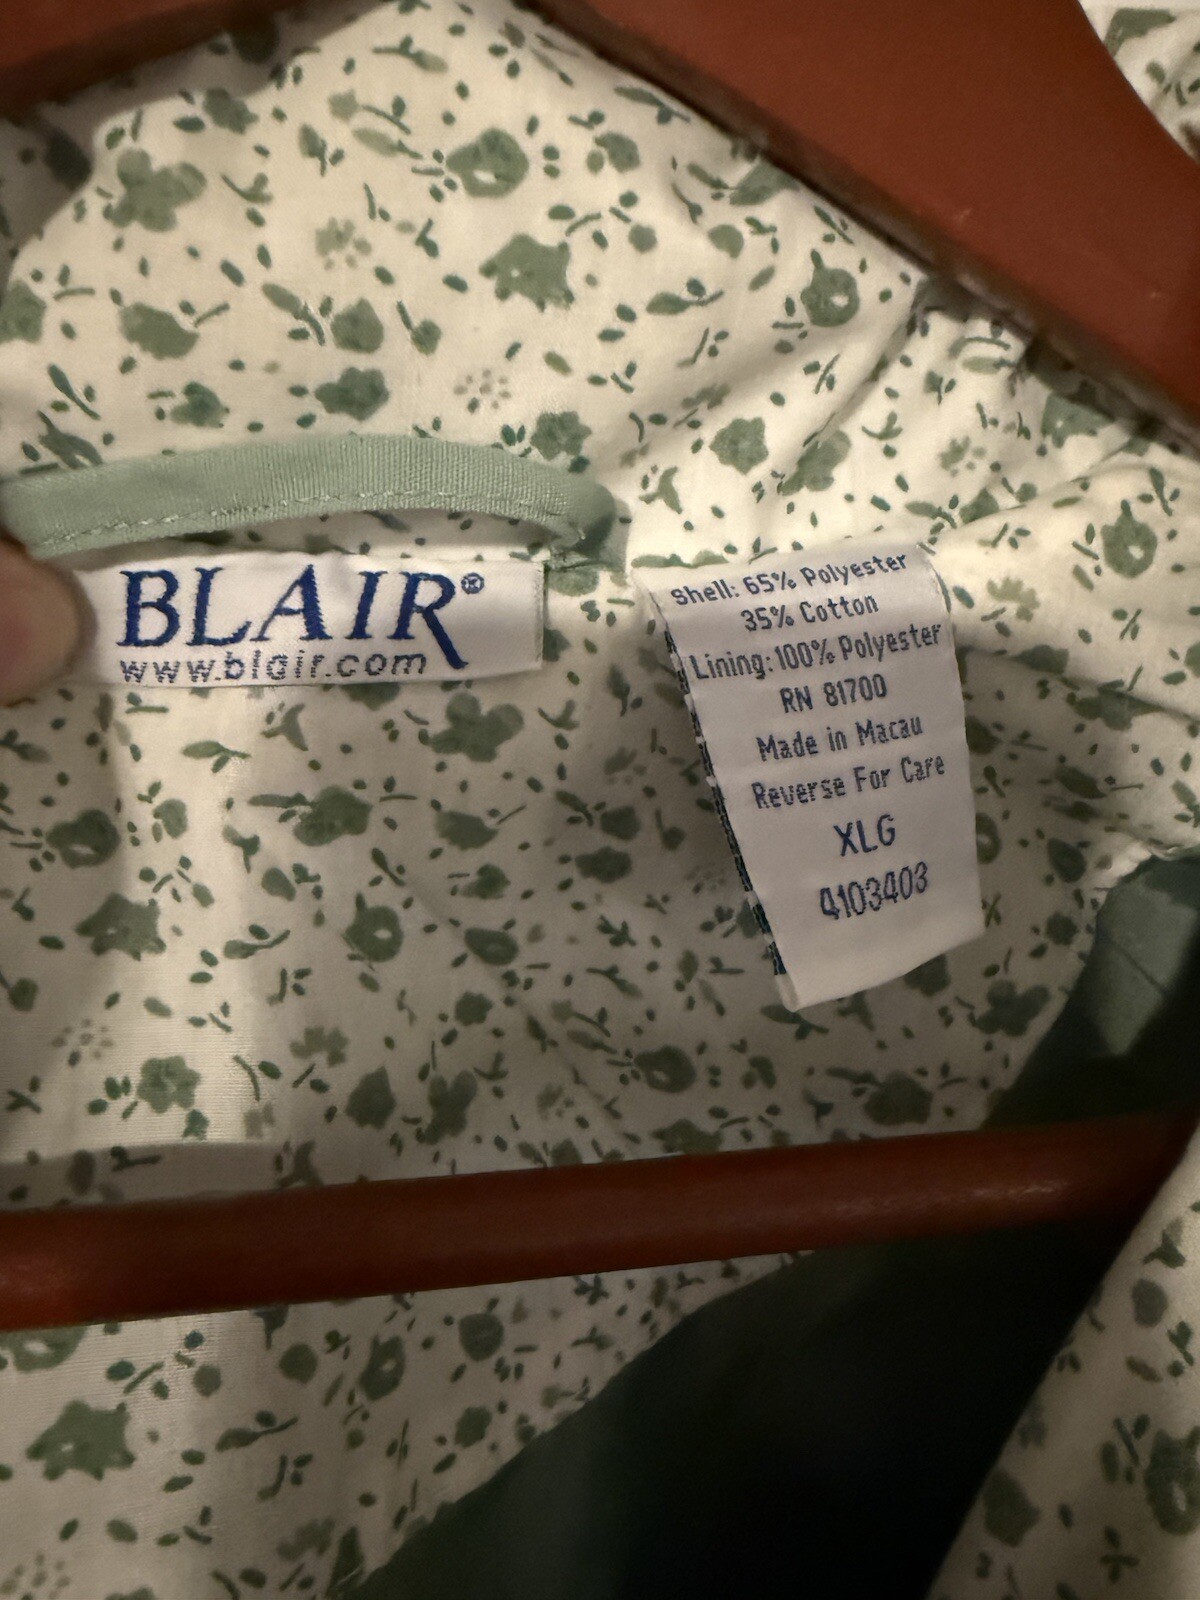 BLAIR®
www.blair.com
Shell: 65% Polyester
35% Cotton
Lining: 100% Polyester
RN 81700
Made in Macau
Reverse For Care
XLG
4103403